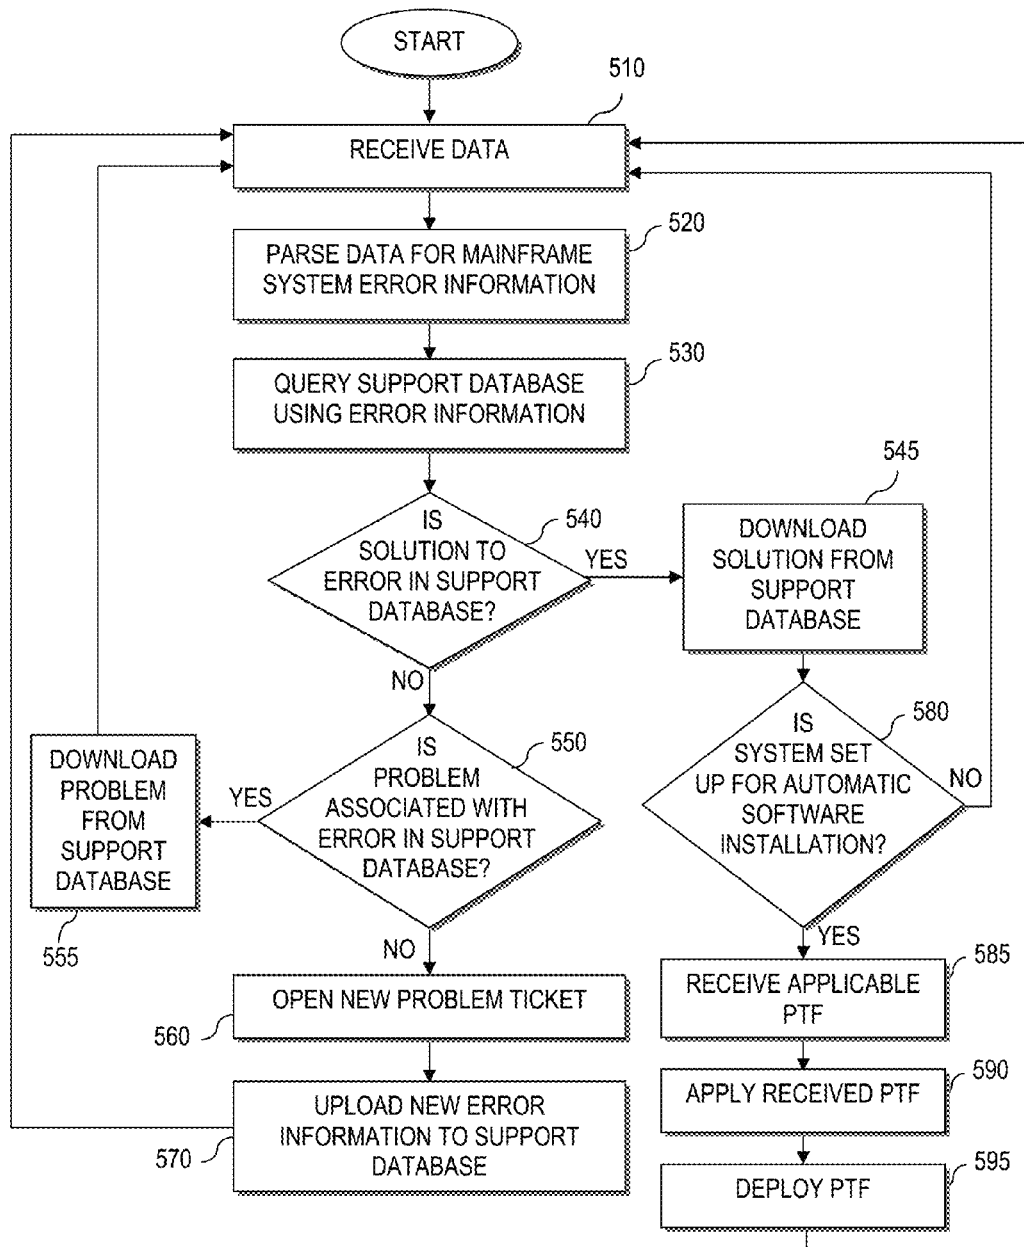 START
510
RECEIVE DATA
520
PARSE DATA FOR MAINFRAME
SYSTEM ERROR INFORMATION
530
QUERY SUPPORT DATABASE
USING ERROR INFORMATION
540
IS
SOLUTION TO
ERROR IN SUPPORT
DATABASE?
YES
NO
545
DOWNLOAD
SOLUTION FROM
SUPPORT
DATABASE
550
IS
PROBLEM
ASSOCIATED WITH
ERROR IN SUPPORT
DATABASE?
YES
NO
DOWNLOAD
PROBLEM
FROM
SUPPORT
DATABASE
555
580
IS
SYSTEM SET
UP FOR AUTOMATIC
SOFTWARE
INSTALLATION?
NO
YES
OPEN NEW PROBLEM TICKET
560
UPLOAD NEW ERROR
INFORMATION TO SUPPORT
DATABASE
570
585
RECEIVE APPLICABLE
PTF
590
APPLY RECEIVED PTF
595
DEPLOY PTF